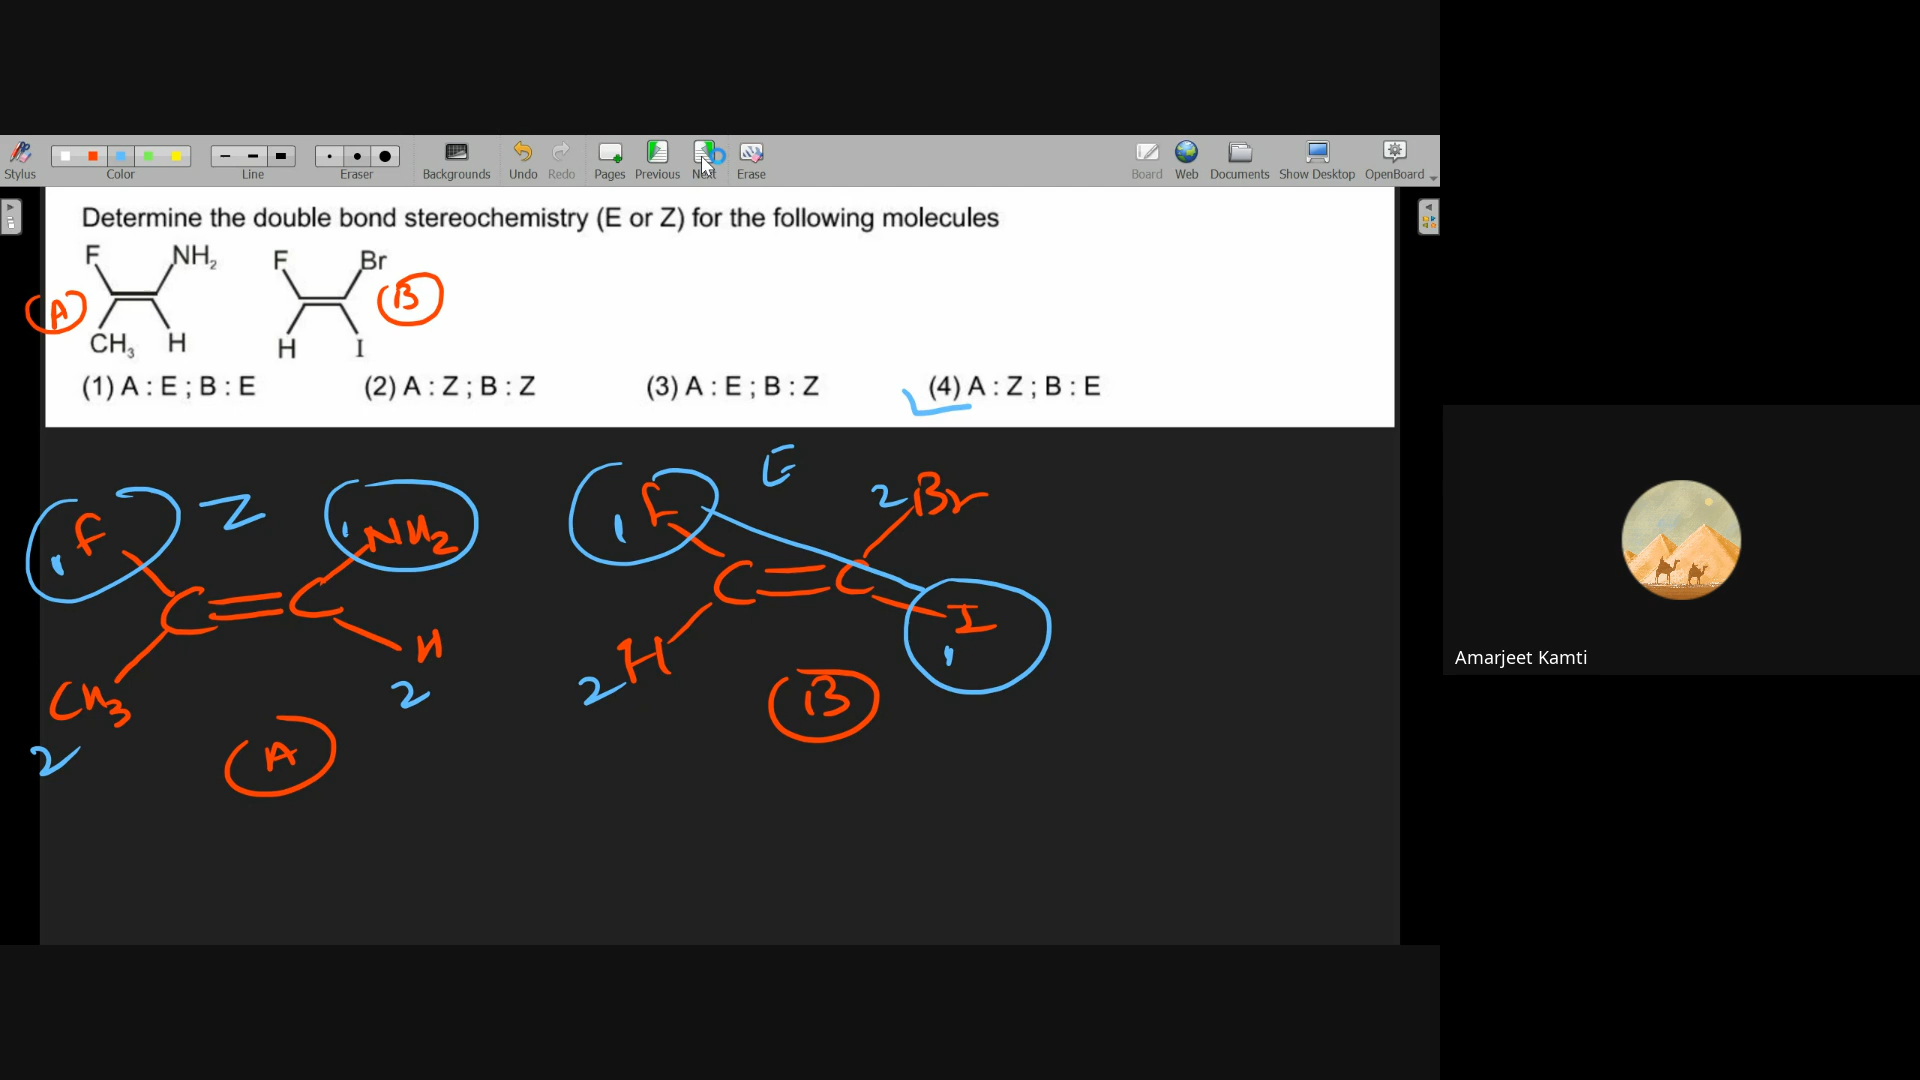 Stylus Color Line Eraser Backgrounds Undo Redo Pages Previous Next Erase Board Web Documents Show Desktop OpenBoard
Determine the double bond stereochemistry (E or Z) for the following molecules
F NH₂ F Br
A B
CH₃ H H I
(1) A : E ; B : E (2) A : Z ; B : Z (3) A : E ; B : Z (4) A : Z ; B : E
F Z NH₂ F E 2 Br
1 1 1
C C C C
CH₃ H 2 H I
2 2 1
A B
Amarjeet Kamti